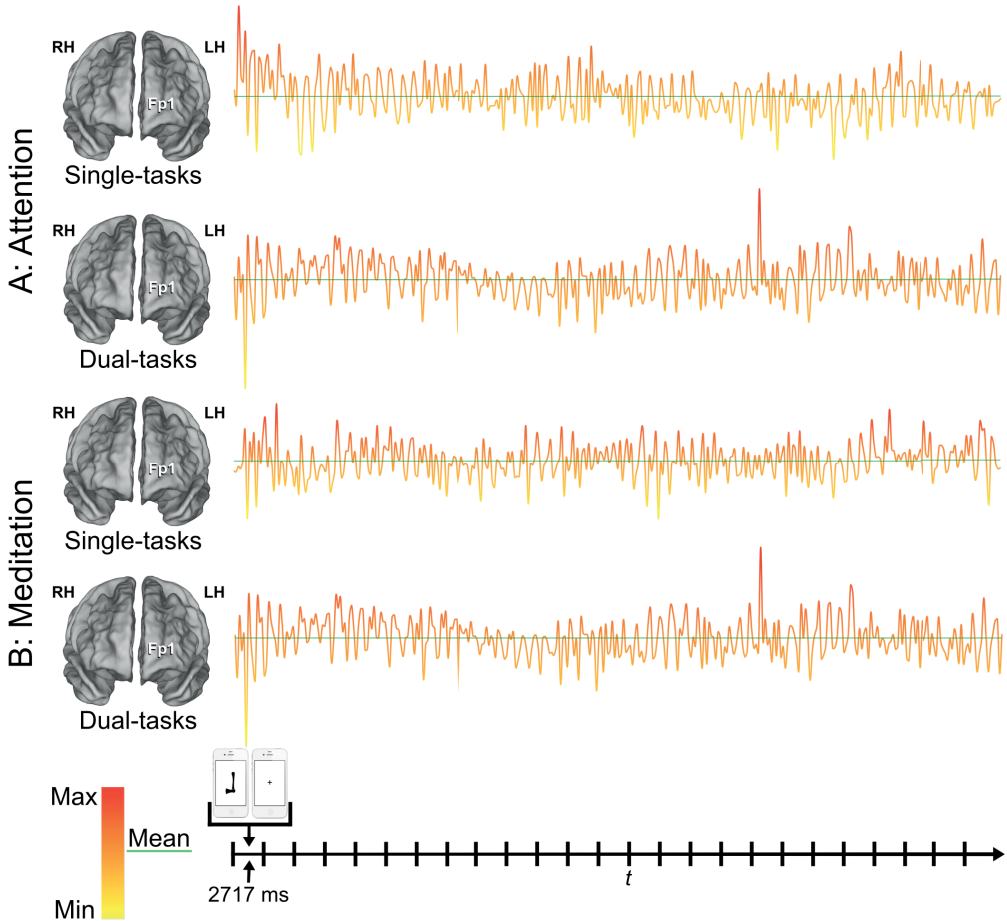 A: Attention
RH
LH
Fp1
Single-tasks
RH
LH
Fp1
Dual-tasks
B: Meditation
RH
LH
Fp1
Single-tasks
RH
LH
Fp1
Dual-tasks
Max
Mean
Min
+
2717 ms
t